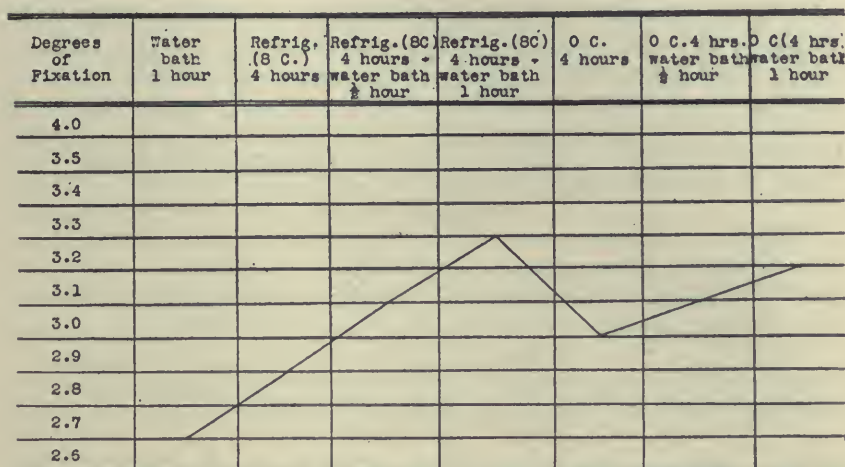 Degrees of Fixation
Water bath 1 hour
Refrig. (8 C.) 4 hours
Refrig.(8C) 4 hours - water bath ½ hour
Refrig.(8C) 4 hours - water bath 1 hour
0 C. 4 hours
0 C.4 hrs. water bath ½ hour
0 C(4 hrs. water bath 1 hour
4.0
3.5
3.4
3.3
3.2
3.1
3.0
2.9
2.8
2.7
2.6